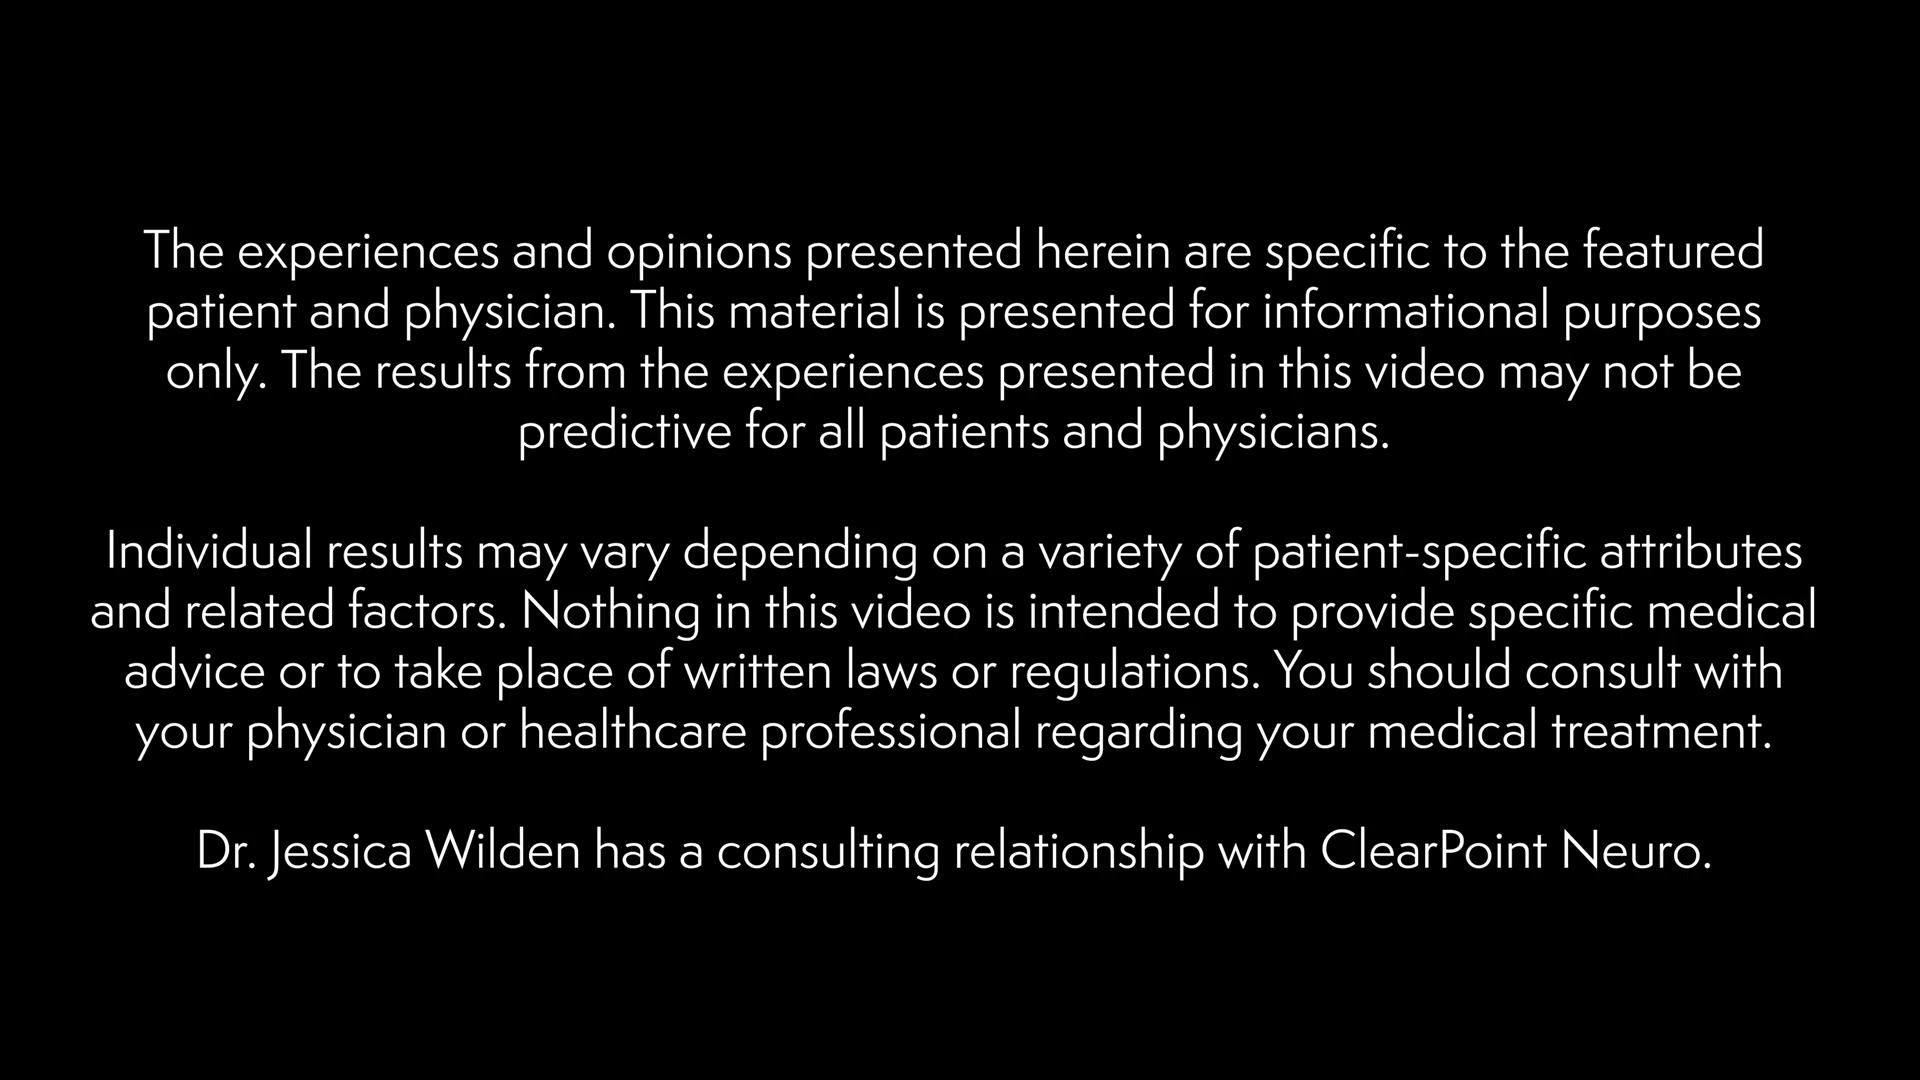 The experiences and opinions presented herein are specific to the featured
patient and physician. This material is presented for informational purposes
only. The results from the experiences presented in this video may not be
predictive for all patients and physicians.
Individual results may vary depending on a variety of patient-specific attributes
and related factors. Nothing in this video is intended to provide specific medical
advice or to take place of written laws or regulations. You should consult with
your physician or healthcare professional regarding your medical treatment.
Dr. Jessica Wilden has a consulting relationship with ClearPoint Neuro.